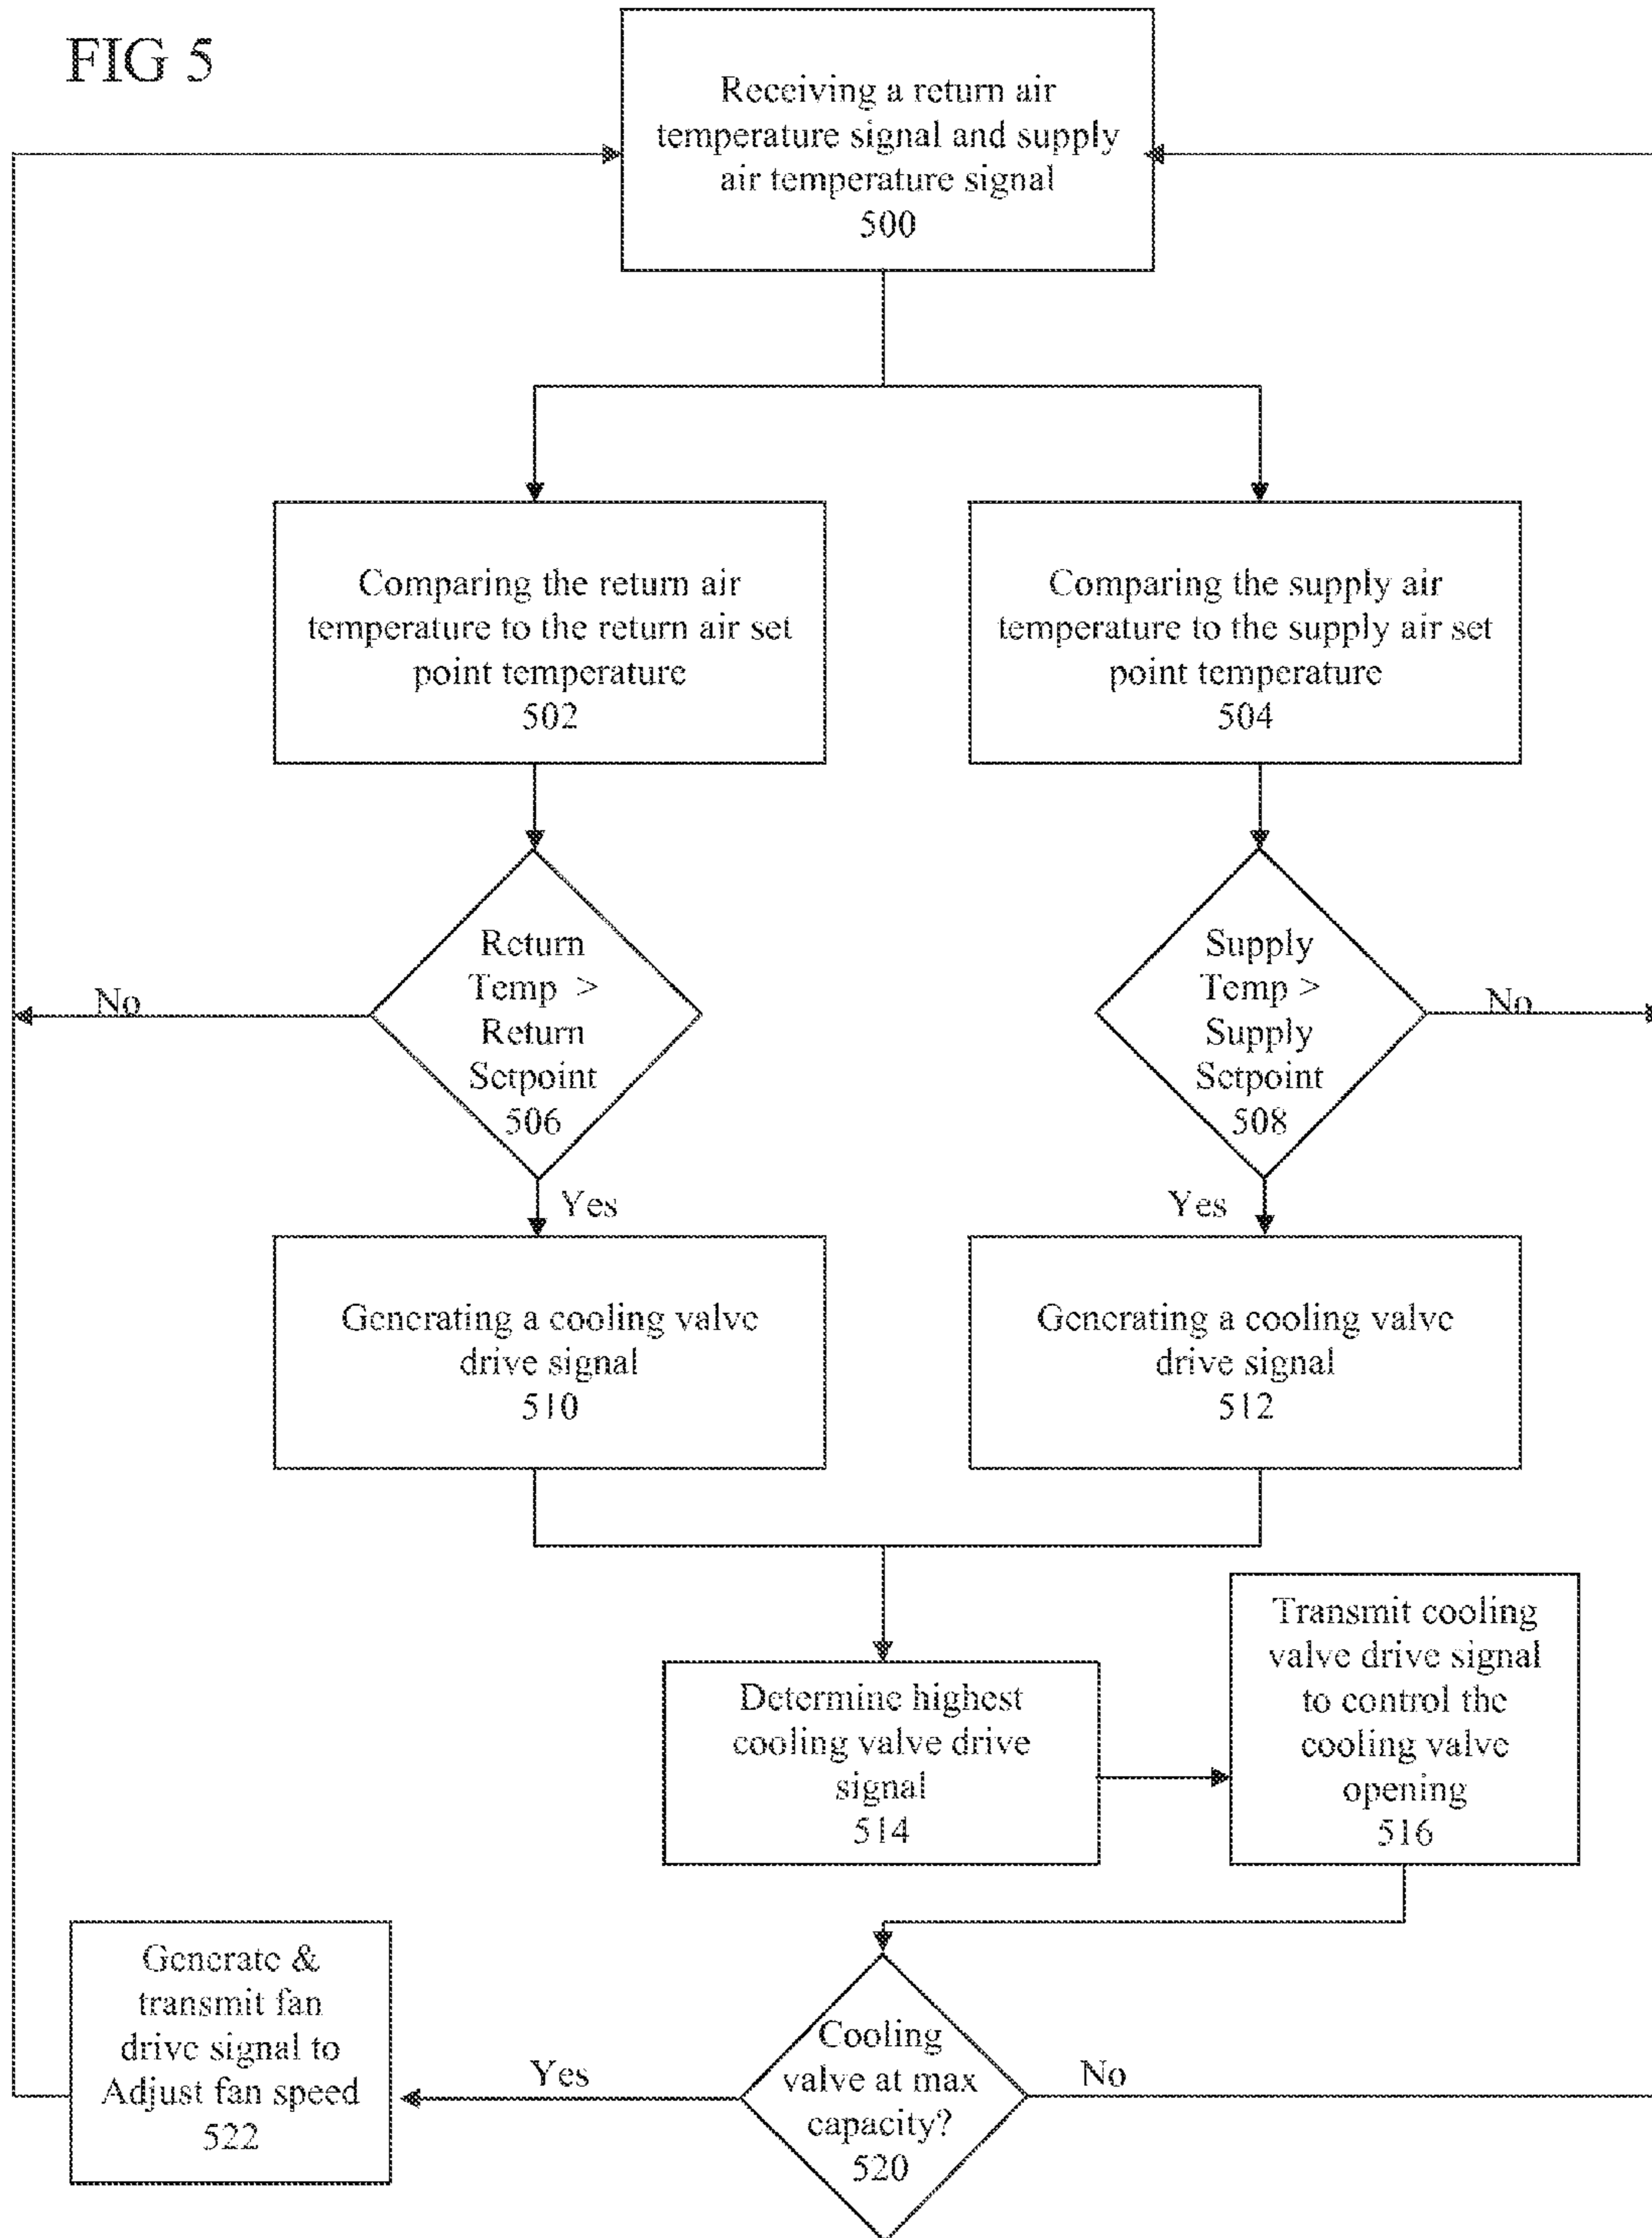 FIG 5
Receiving a return air
temperature signal and supply
air temperature signal
500
Comparing the return air
temperature to the return air set
point temperature
502
Comparing the supply air
temperature to the supply air set
point temperature
504
Return
Temp >
Return
Setpoint
506
No
Supply
Temp >
Supply
Setpoint
508
No
Yes
Yes
Generating a cooling valve
drive signal
510
Generating a cooling valve
drive signal
512
Determine highest
cooling valve drive
signal
514
Transmit cooling
valve drive signal
to control the
cooling valve
opening
516
Generate &
transmit fan
drive signal to
Adjust fan speed
522
Yes
Cooling
valve at max
capacity?
520
No